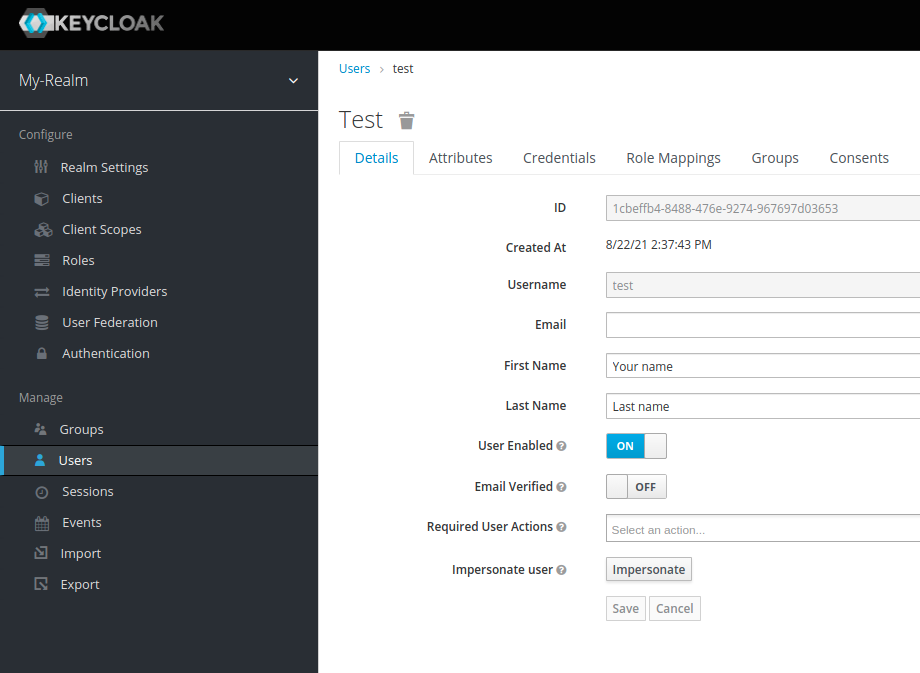 KEYCLOAK
My-Realm
Configure
Realm Settings
Clients
Client Scopes
Roles
Identity Providers
User Federation
Authentication
Manage
Groups
Users
Sessions
Events
Import
Export
Users › test
Test
Details Attributes Credentials Role Mappings Groups Consents
ID 1cbeffb4-8488-476e-9274-967697d03653
Created At 8/22/21 2:37:43 PM
Username test
Email
First Name Your name
Last Name Last name
User Enabled ? ON
Email Verified ? OFF
Required User Actions ? Select an action...
Impersonate user ? Impersonate
Save Cancel